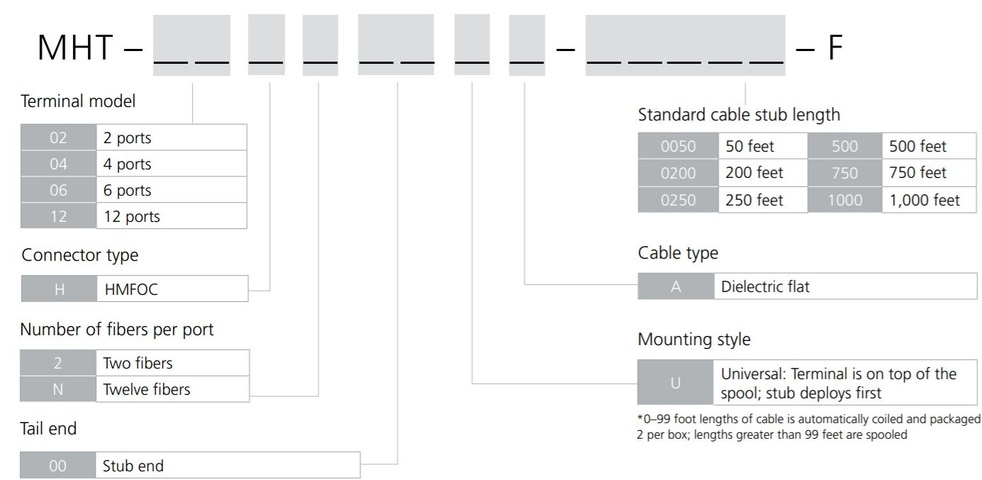 MHT – __ __ __ __ __ __ __ __ – __ __ __ __ __ – F
Terminal model
02 2 ports
04 4 ports
06 6 ports
12 12 ports
Connector type
H HMFOC
Number of fibers per port
2 Two fibers
N Twelve fibers
Tail end
00 Stub end
Standard cable stub length
0050 50 feet 500 500 feet
0200 200 feet 750 750 feet
0250 250 feet 1000 1,000 feet
Cable type
A Dielectric flat
Mounting style
U Universal: Terminal is on top of the
spool; stub deploys first
*0–99 foot lengths of cable is automatically coiled and packaged
2 per box; lengths greater than 99 feet are spooled